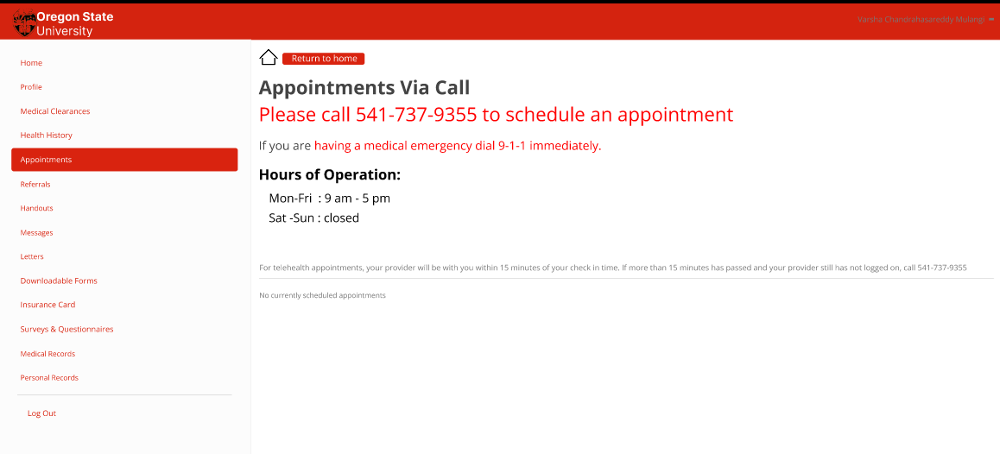 Oregon State
University
Varsha Chandrahasareddy Mulangi
Home
Profile
Medical Clearances
Health History
Appointments
Referrals
Handouts
Messages
Letters
Downloadable Forms
Insurance Card
Surveys & Questionnaires
Medical Records
Personal Records
Log Out
Return to home
Appointments Via Call
Please call 541-737-9355 to schedule an appointment
If you are having a medical emergency dial 9-1-1 immediately.
Hours of Operation:
Mon-Fri : 9 am - 5 pm
Sat -Sun : closed
For telehealth appointments, your provider will be with you within 15 minutes of your check in time. If more than 15 minutes has passed and your provider still has not logged on, call 541-737-9355
No currently scheduled appointments